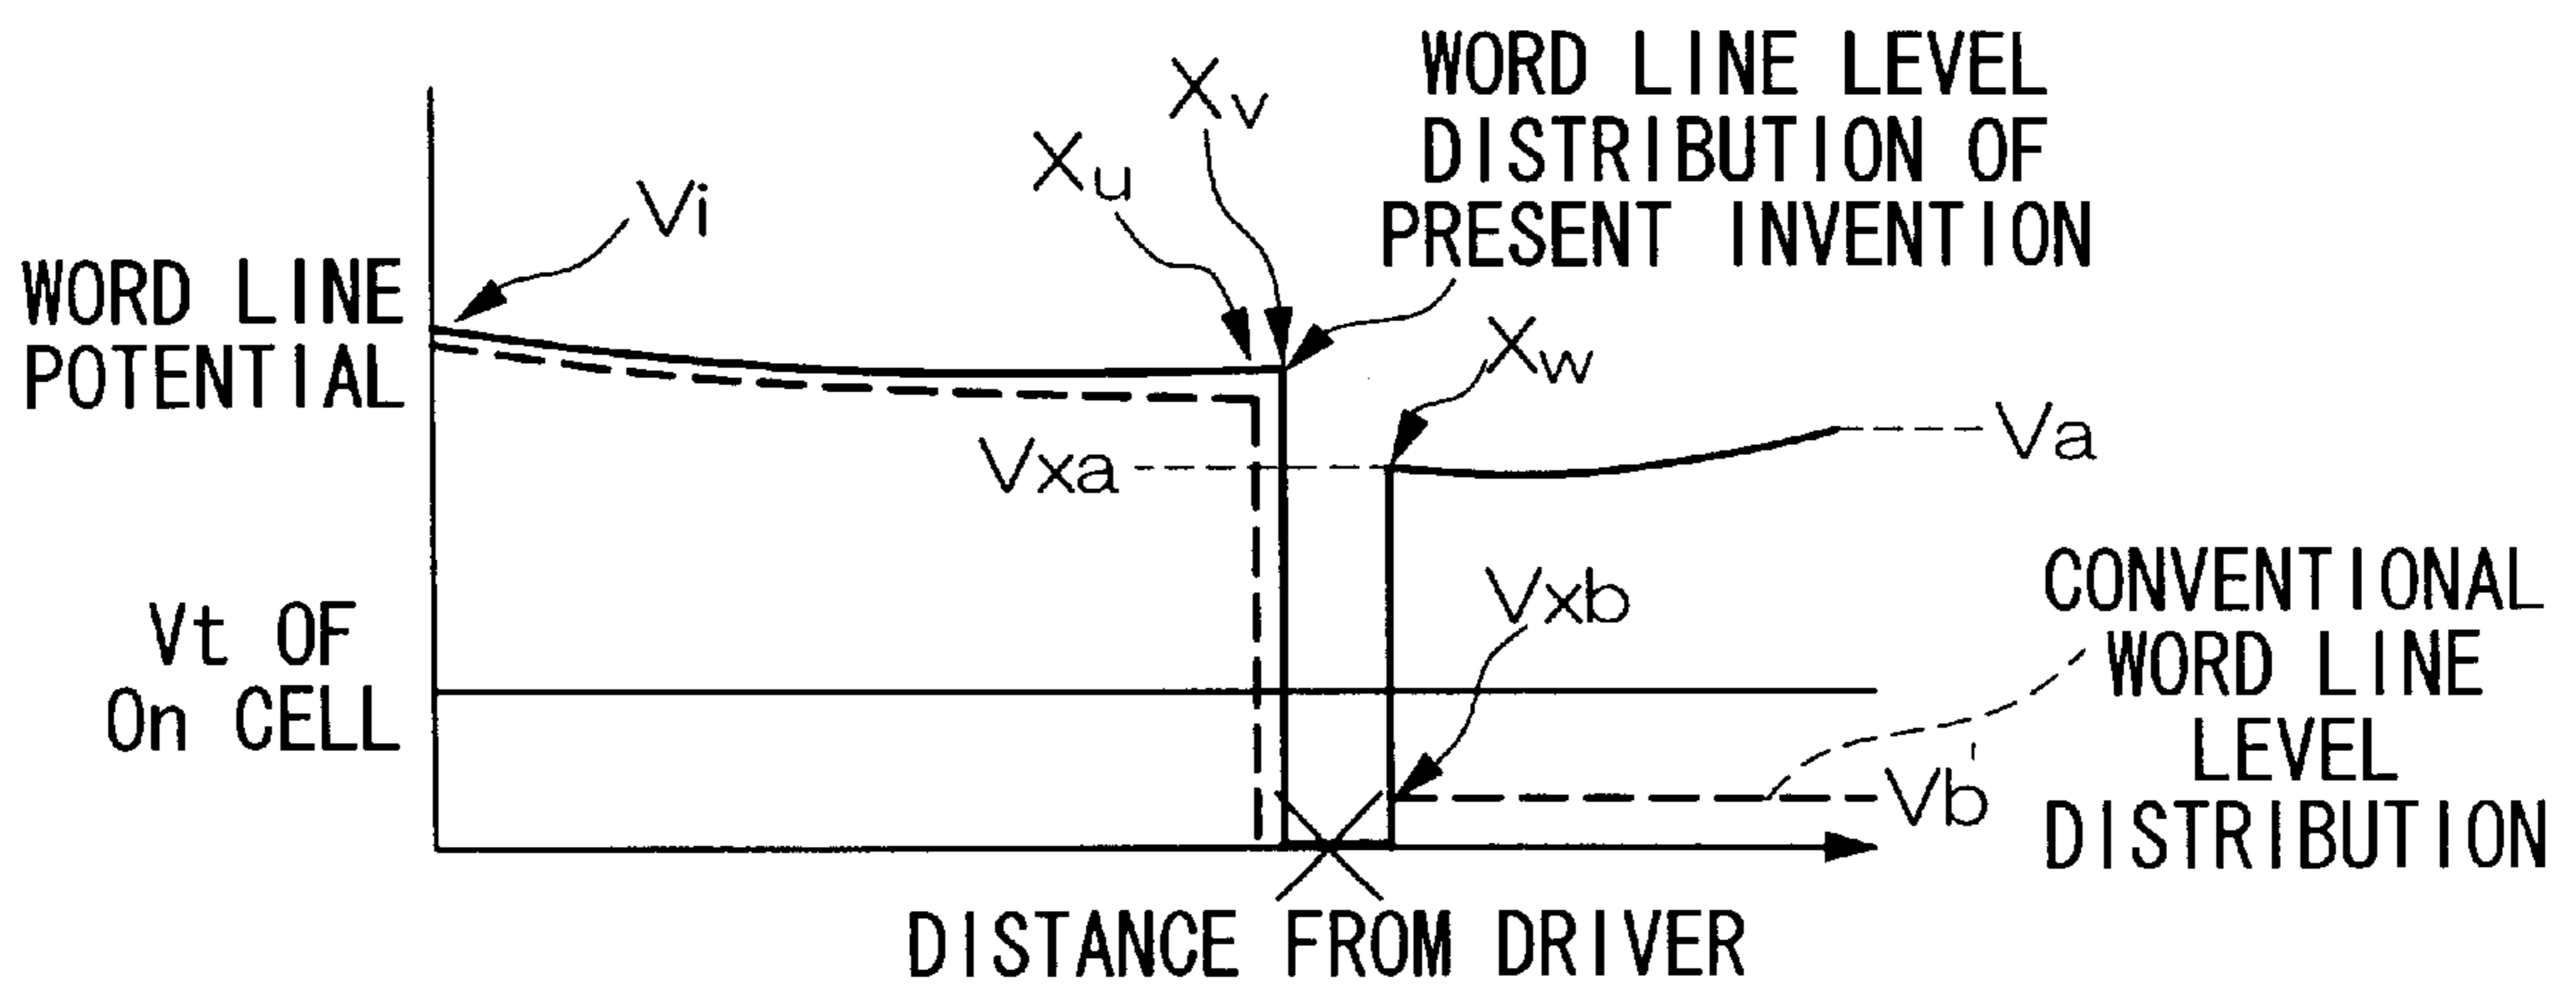 WORD LINE LEVEL
DISTRIBUTION OF
PRESENT INVENTION
Xv
Xu
Vi
WORD LINE
POTENTIAL
Xw
Va
Vxa
Vxb
Vt OF
On CELL
CONVENTIONAL
WORD LINE
LEVEL
DISTRIBUTION
Vb
DISTANCE FROM DRIVER